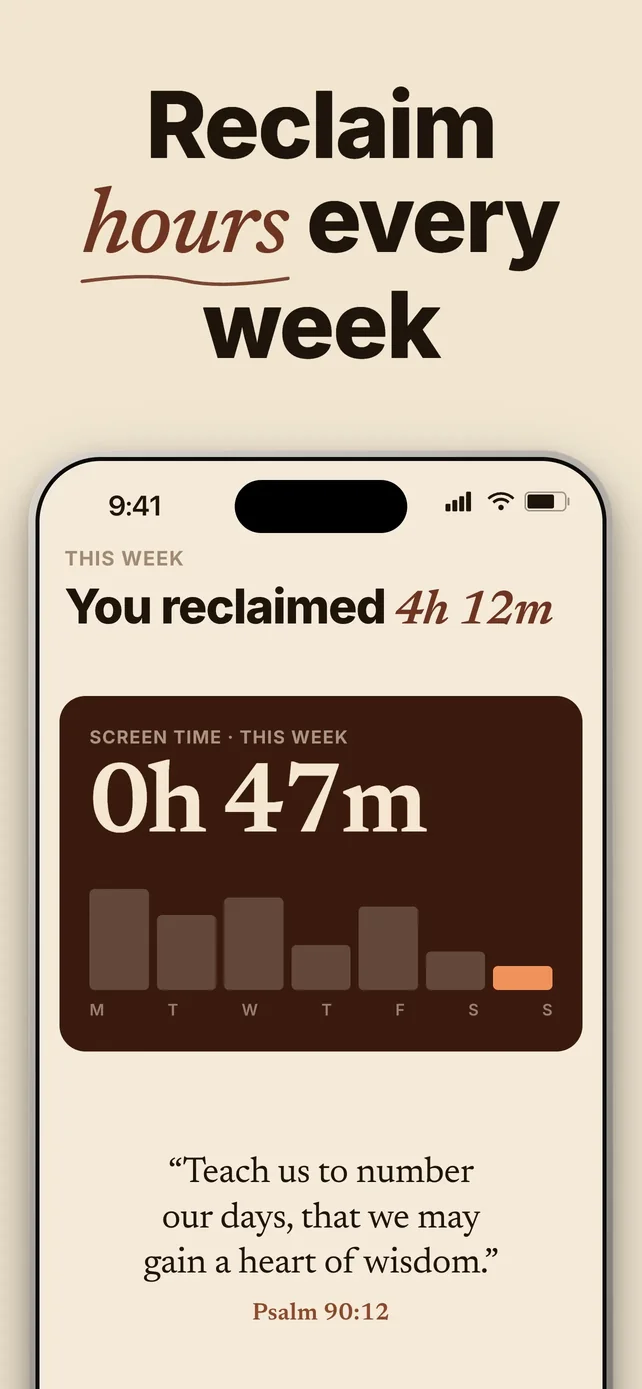 Reclaim
hours every
week
9:41
THIS WEEK
You reclaimed 4h 12m
SCREEN TIME · THIS WEEK
0h 47m
M T W T F S S
“Teach us to number
our days, that we may
gain a heart of wisdom.”
Psalm 90:12